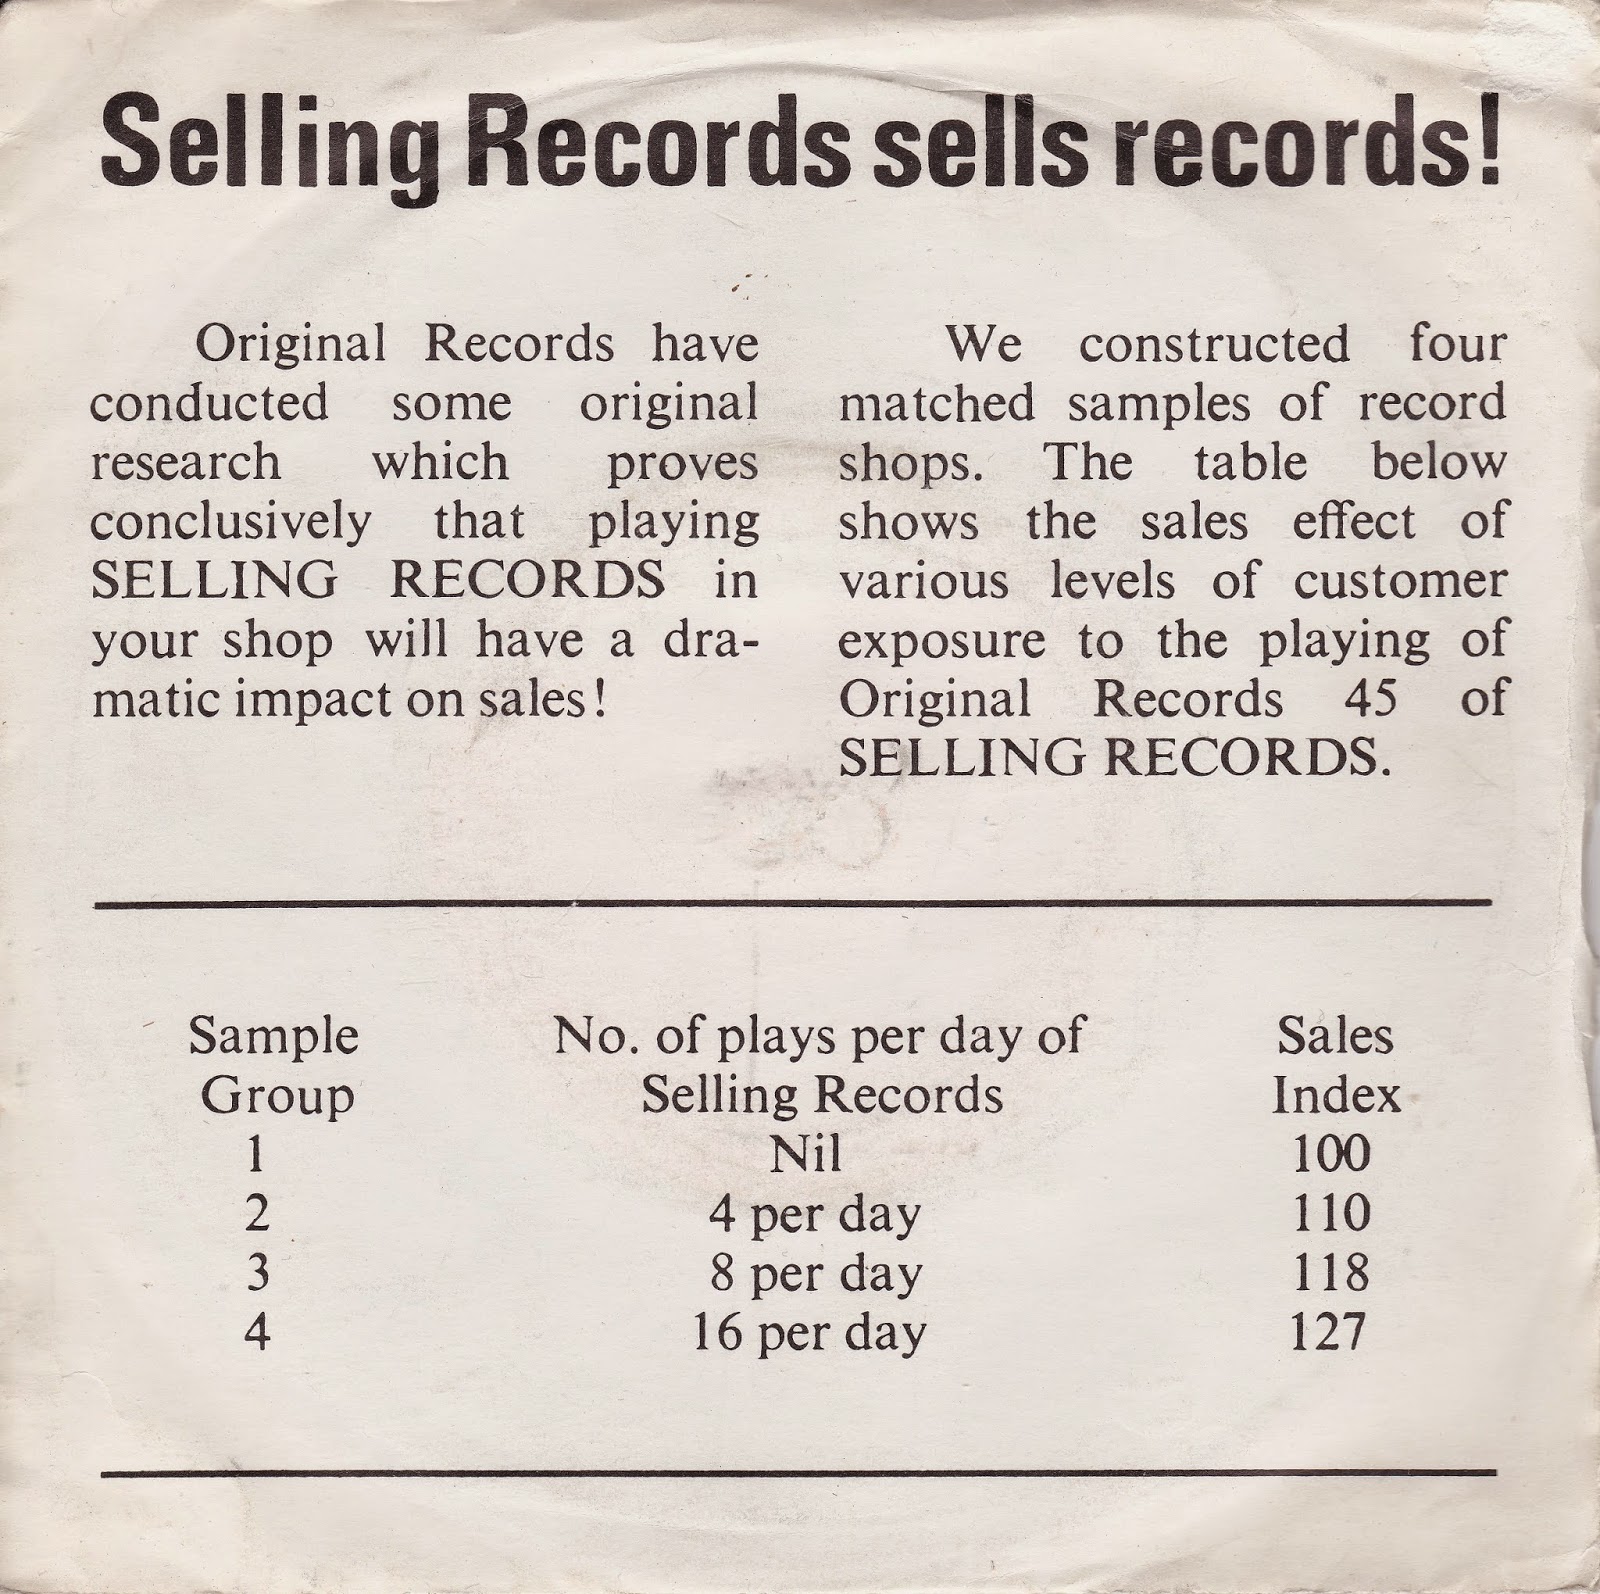 Selling Records sells records!
Original Records have
conducted some original
research which proves
conclusively that playing
SELLING RECORDS in
your shop will have a dra-
matic impact on sales!
We constructed four
matched samples of record
shops. The table below
shows the sales effect of
various levels of customer
exposure to the playing of
Original Records 45 of
SELLING RECORDS.
Sample No. of plays per day of Sales
Group Selling Records Index
1 Nil 100
2 4 per day 110
3 8 per day 118
4 16 per day 127